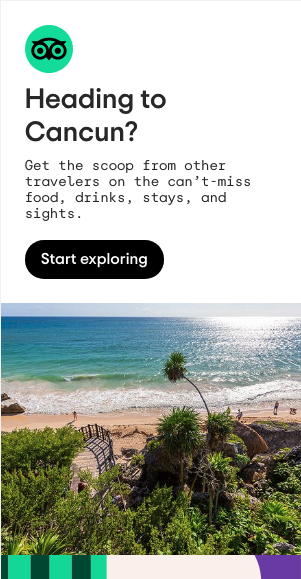 Heading to
Cancun?
Get the scoop from other
travelers on the can’t-miss
food, drinks, stays, and
sights.
Start exploring